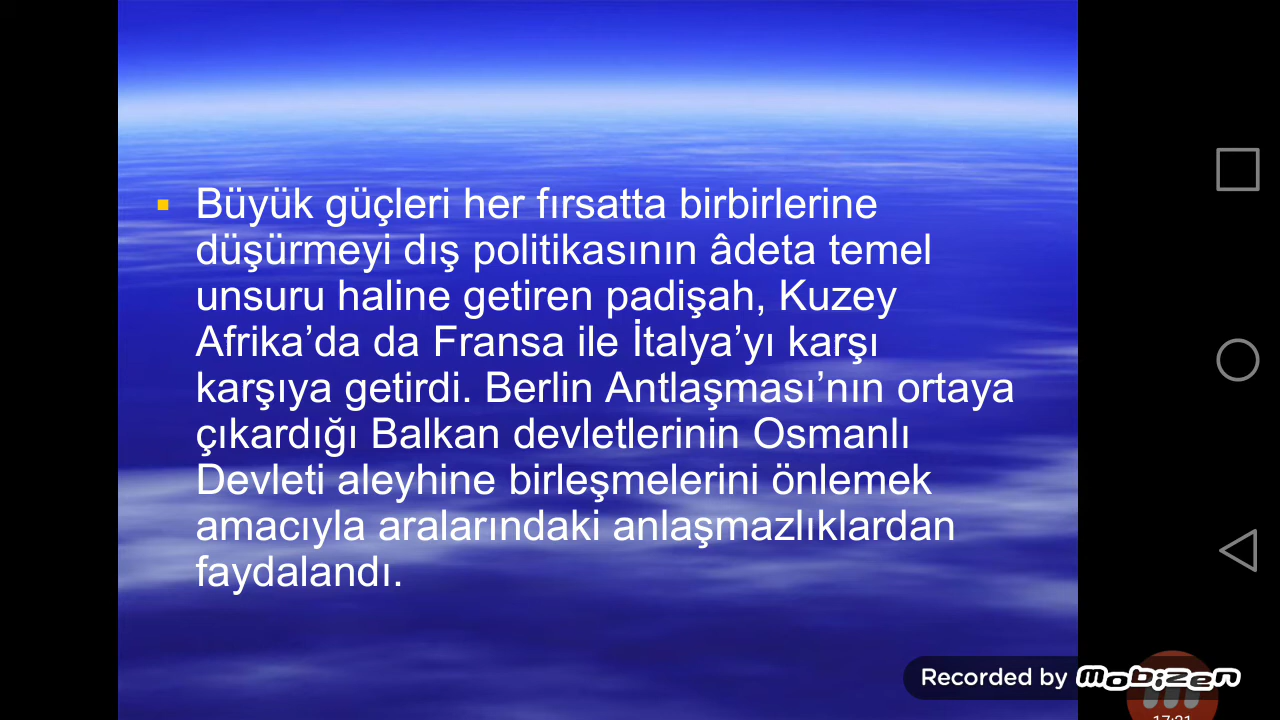 Büyük güçleri her fırsatta birbirlerine
düşürmeyi dış politikasının âdeta temel
unsuru haline getiren padişah, Kuzey
Afrika’da da Fransa ile İtalya’yı karşı
karşıya getirdi. Berlin Antlaşması’nın ortaya
çıkardığı Balkan devletlerinin Osmanlı
Devleti aleyhine birleşmelerini önlemek
amacıyla aralarındaki anlaşmazlıklardan
faydalandı.
Recorded by mobizen